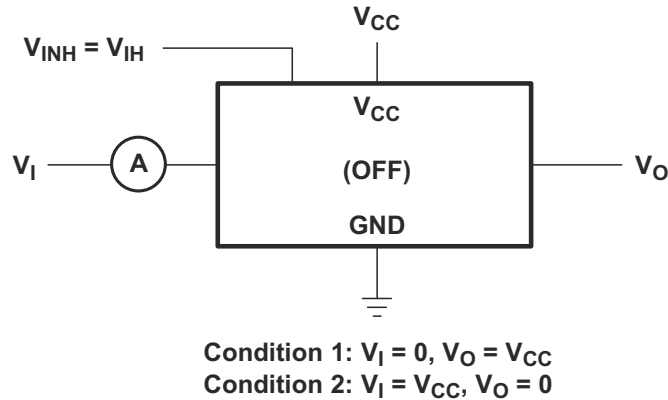 V_CC
V_INH = V_IH
V_CC
V_I
A
(OFF)
V_O
GND
Condition 1: V_I = 0, V_O = V_CC
Condition 2: V_I = V_CC, V_O = 0